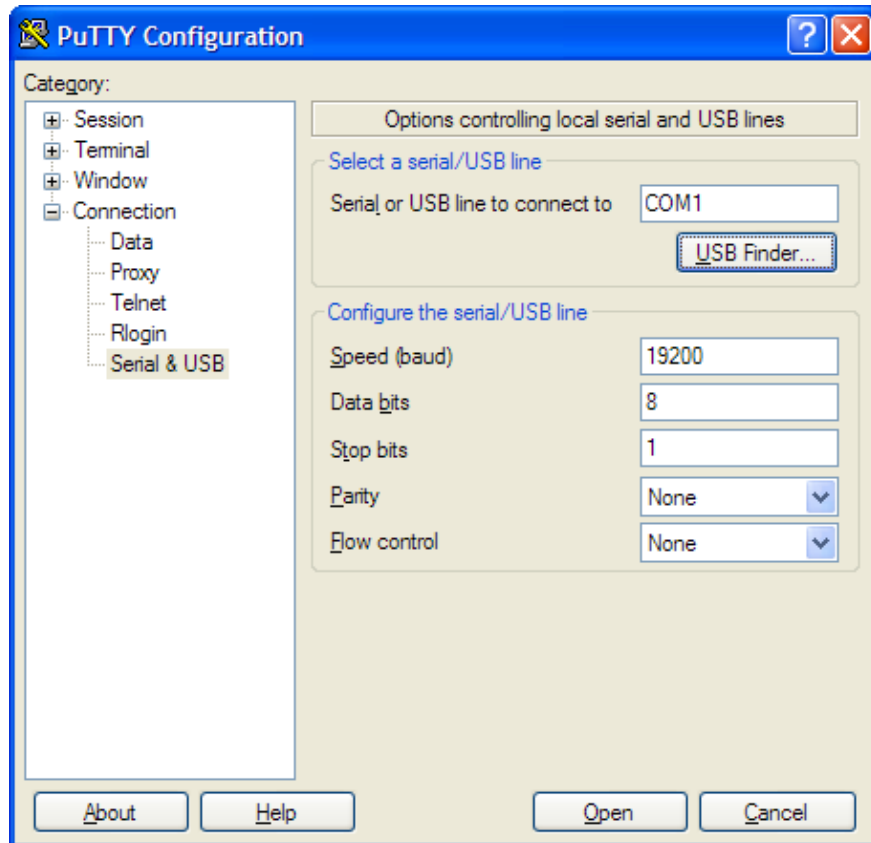 PuTTY Configuration
Category:
Session
Terminal
Window
Connection
Data
Proxy
Telnet
Rlogin
Serial & USB
Options controlling local serial and USB lines
Select a serial/USB line
Serial or USB line to connect to COM1
USB Finder...
Configure the serial/USB line
Speed (baud) 19200
Data bits 8
Stop bits 1
Parity None
Flow control None
About Help Open Cancel